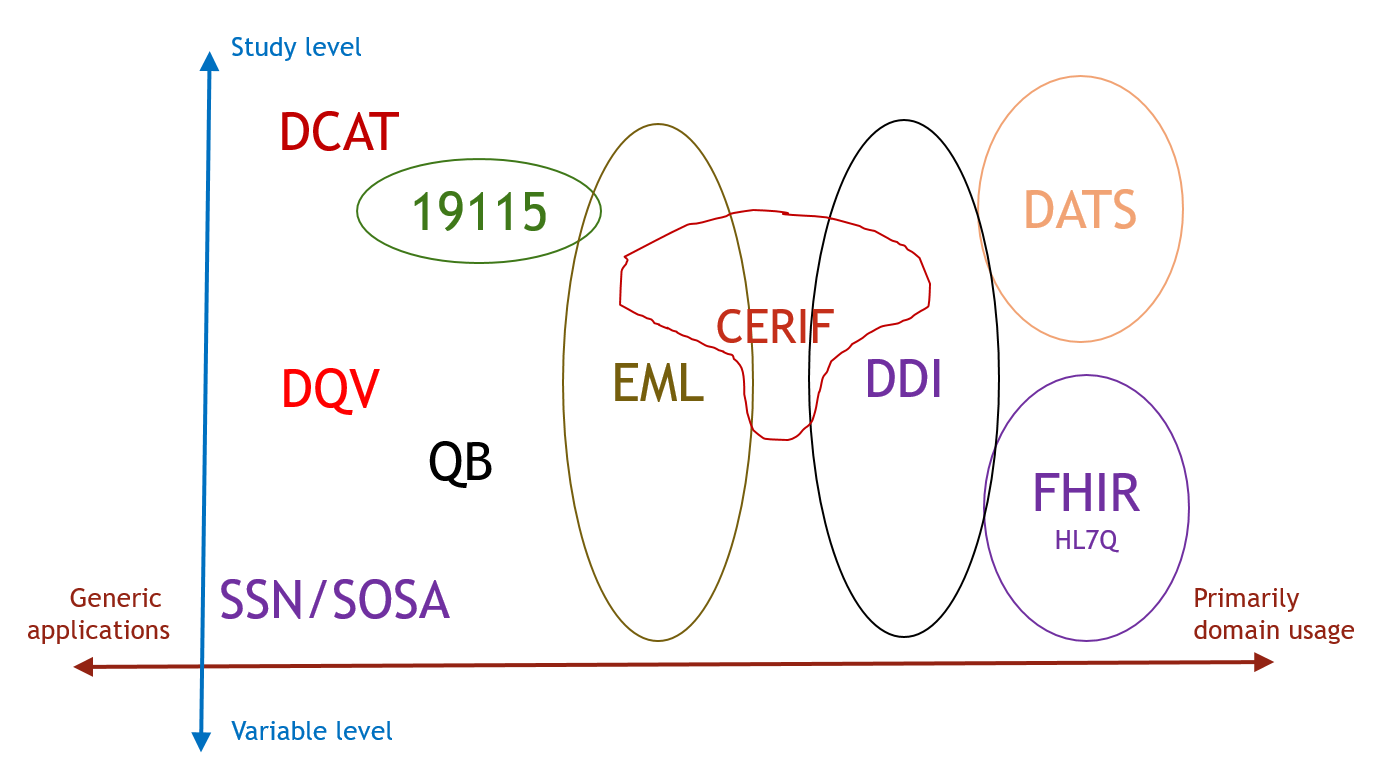 Study level
DCAT
19115
DATS
CERIF
EML
DDI
DQV
QB
FHIR
HL7Q
SSN/SOSA
Generic
applications
Primarily
domain usage
Variable level